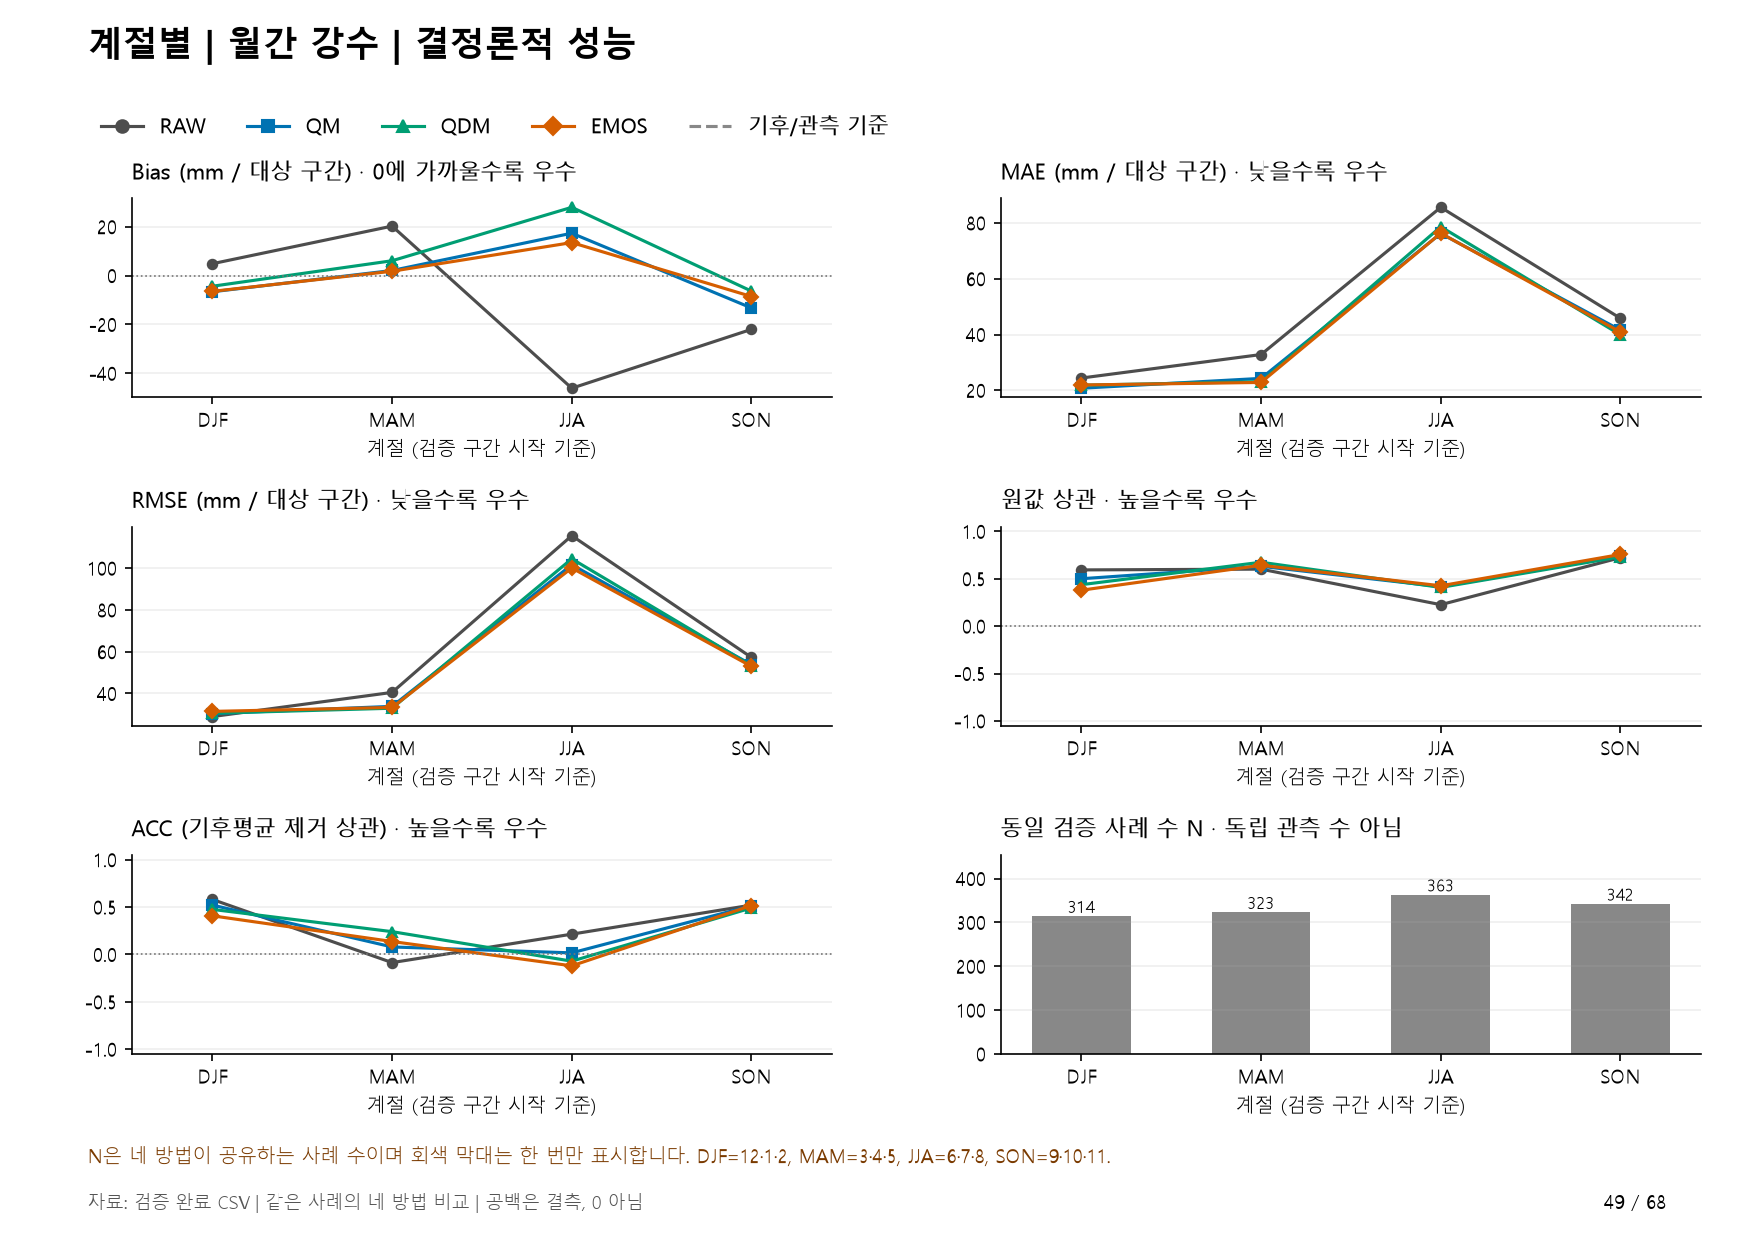 계절별 | 월간 강수 | 결정론적 성능
RAW QM QDM EMOS 기후/관측 기준
Bias (mm / 대상 구간) · 0에 가까울수록 우수
20
0
-20
-40
DJF MAM JJA SON
계절 (검증 구간 시작 기준)
MAE (mm / 대상 구간) · 낮을수록 우수
80
60
40
20
DJF MAM JJA SON
계절 (검증 구간 시작 기준)
RMSE (mm / 대상 구간) · 낮을수록 우수
100
80
60
40
DJF MAM JJA SON
계절 (검증 구간 시작 기준)
원값 상관 · 높을수록 우수
1.0
0.5
0.0
-0.5
-1.0
DJF MAM JJA SON
계절 (검증 구간 시작 기준)
ACC (기후평균 제거 상관) · 높을수록 우수
1.0
0.5
0.0
-0.5
-1.0
DJF MAM JJA SON
계절 (검증 구간 시작 기준)
동일 검증 사례 수 N · 독립 관측 수 아님
400
300
200
100
0
314 323 363 342
DJF MAM JJA SON
계절 (검증 구간 시작 기준)
N은 네 방법이 공유하는 사례 수이며 회색 막대는 한 번만 표시합니다. DJF=12·1·2, MAM=3·4·5, JJA=6·7·8, SON=9·10·11.
자료: 검증 완료 CSV | 같은 사례의 네 방법 비교 | 공백은 결측, 0 아님
49 / 68